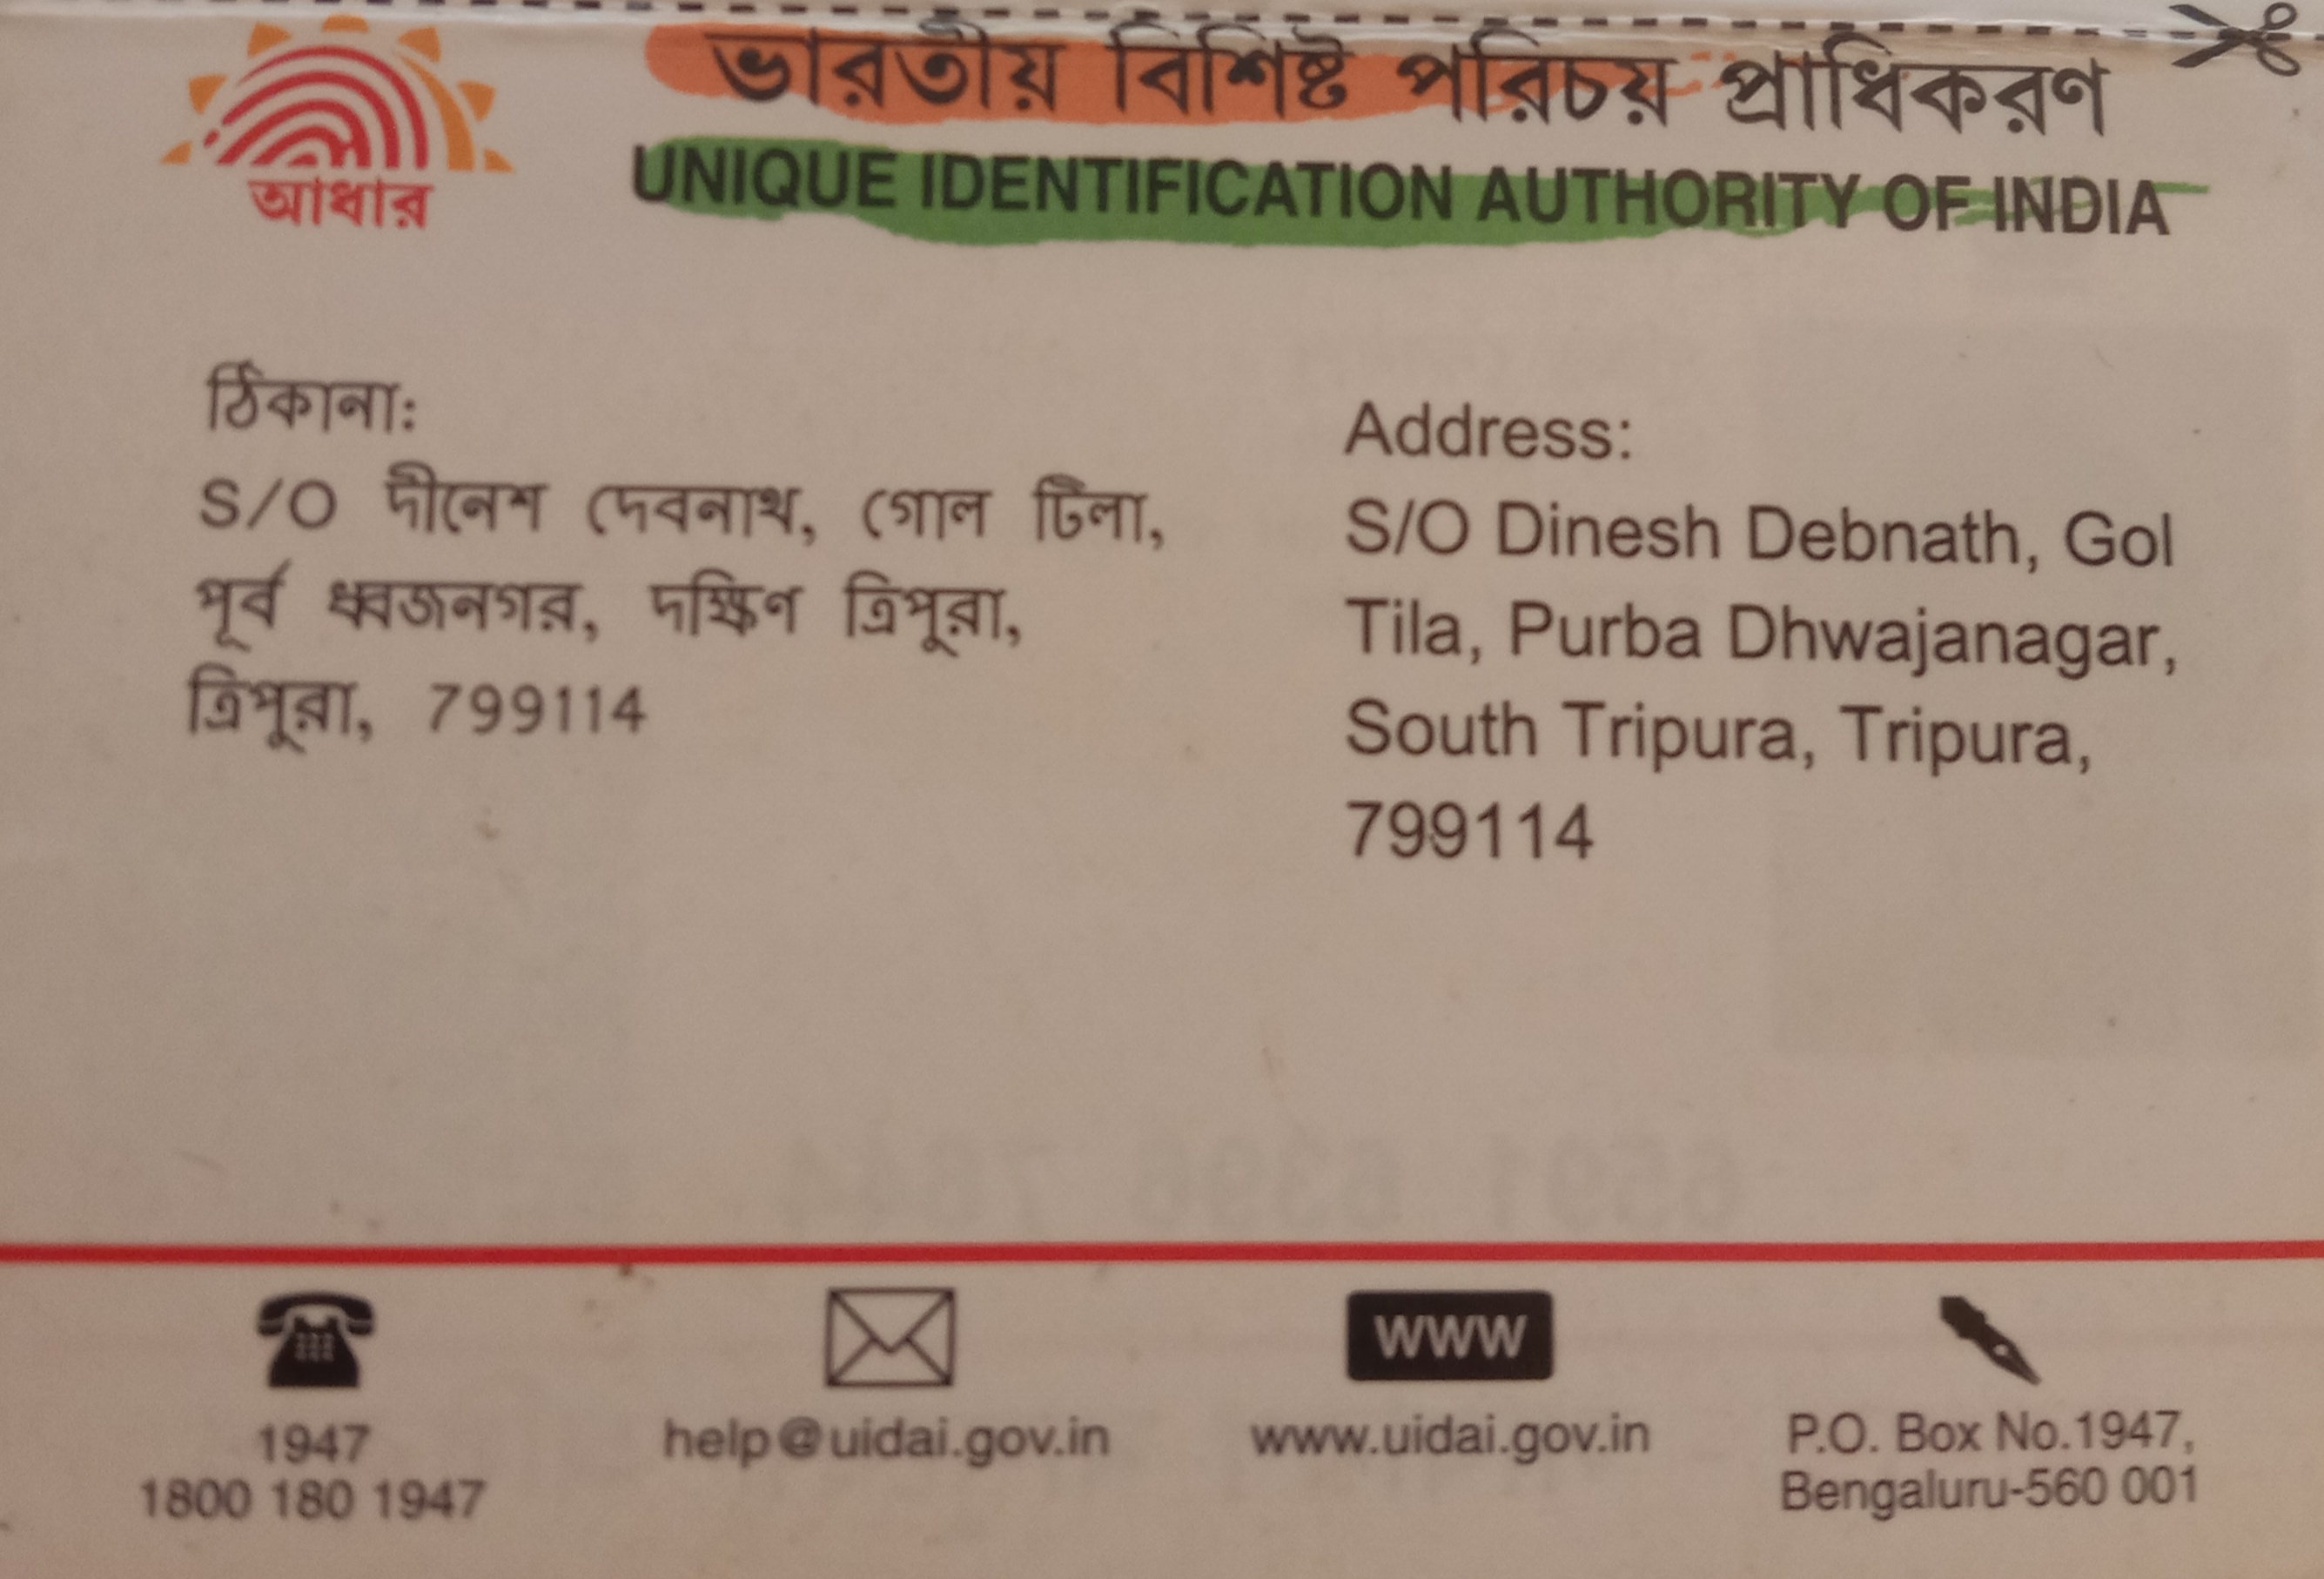 ভারতীয় বিশিষ্ট পরিচয় প্রাধিকরণ
UNIQUE IDENTIFICATION AUTHORITY OF INDIA
আধার
ঠিকানা:
S/O দীনেশ দেবনাথ, গোল টিলা,
পূর্ব ধ্বজনগর, দক্ষিণ ত্রিপুরা,
ত্রিপুরা, 799114
Address:
S/O Dinesh Debnath, Gol
Tila, Purba Dhwajanagar,
South Tripura, Tripura,
799114
WWW
1947
1800 180 1947
help@uidai.gov.in
www.uidai.gov.in
P.O. Box No.1947,
Bengaluru-560 001